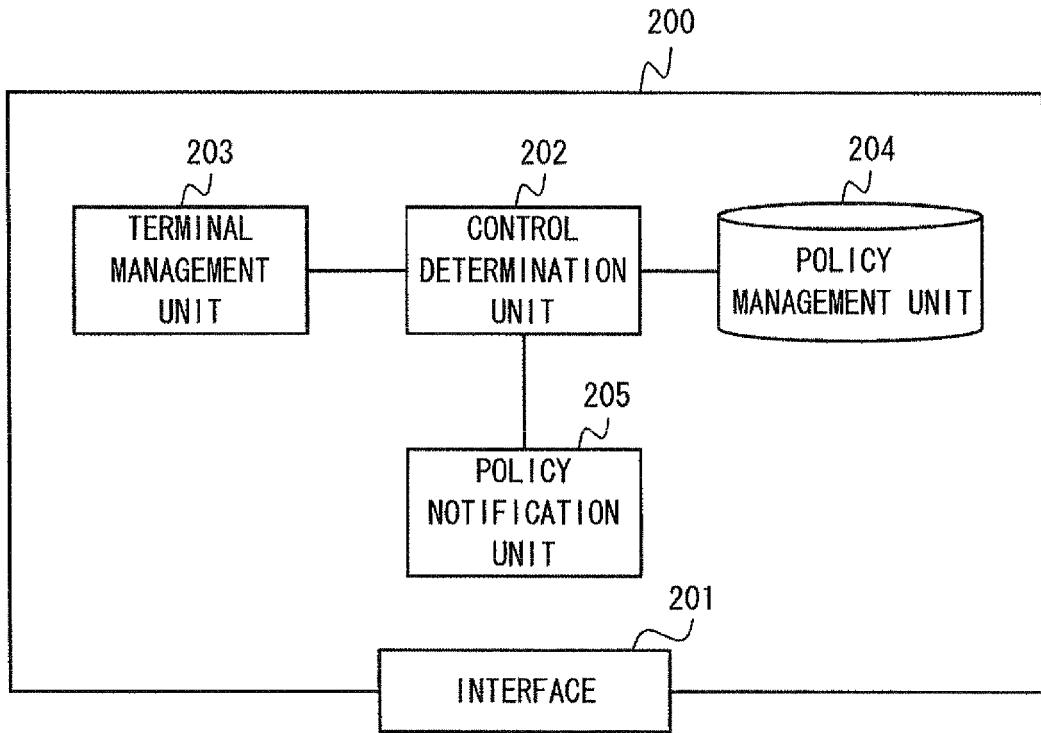 200
203
TERMINAL
MANAGEMENT
UNIT
202
CONTROL
DETERMINATION
UNIT
204
POLICY
MANAGEMENT UNIT
205
POLICY
NOTIFICATION
UNIT
201
INTERFACE